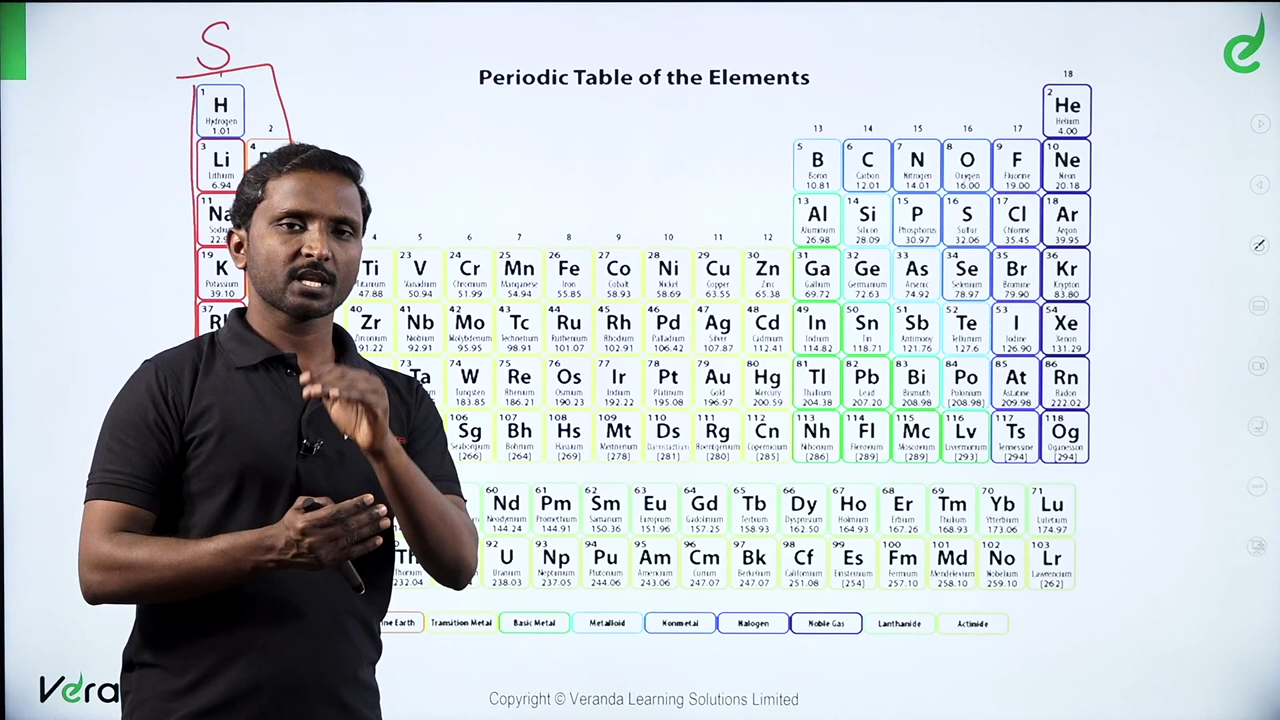 S
Periodic Table of the Elements
18
1 2
H He
Hydrogen Helium
1.01 4.00
2 13 14 15 16 17
3 4 5 6 7 8 9 10
Li B C N O F Ne
Lithium Boron Carbon Nitrogen Oxygen Fluorine Neon
6.94 10.81 12.01 14.01 16.00 19.00 20.18
11 13 14 15 16 17 18
Na Al Si P S Cl Ar
Aluminum Silicon Phosphorus Sulfur Chlorine Argon
26.98 28.09 30.97 32.06 35.45 39.95
4 5 6 7 8 9 10 11 12
19 23 24 25 26 27 28 29 30 31 32 33 34 35 36
K Ti V Cr Mn Fe Co Ni Cu Zn Ga Ge As Se Br Kr
Potassium Titanium Vanadium Chromium Manganese Iron Cobalt Nickel Copper Zinc Gallium Germanium Arsenic Selenium Bromine Krypton
39.10 47.88 50.94 51.99 54.94 55.85 58.93 58.69 63.55 65.38 69.72 72.63 74.92 78.97 79.90 83.80
37 40 41 42 43 44 45 46 47 48 49 50 51 52 53 54
Zr Nb Mo Tc Ru Rh Pd Ag Cd In Sn Sb Te I Xe
Zirconium Niobium Molybdenum Technetium Ruthenium Rhodium Palladium Silver Cadmium Indium Tin Antimony Tellurium Iodine Xenon
91.22 92.91 95.95 98.91 101.07 102.91 106.42 107.87 112.41 114.82 118.71 121.76 127.6 126.90 131.29
73 74 75 76 77 78 79 80 81 82 83 84 85 86
Ta W Re Os Ir Pt Au Hg Tl Pb Bi Po At Rn
Tungsten Rhenium Osmium Iridium Platinum Gold Mercury Thallium Lead Bismuth Polonium Astatine Radon
183.85 186.21 190.23 192.22 195.08 196.97 200.59 204.38 207.20 208.98 [208.98] 209.98 222.02
106 107 108 109 110 111 112 113 114 115 116 117 118
Sg Bh Hs Mt Ds Rg Cn Nh Fl Mc Lv Ts Og
Seaborgium Bohrium Hassium Meitnerium Darmstadtium Roentgenium Copernicium Nihonium Flerovium Moscovium Livermorium Tennessine Oganesson
[266] [264] [269] [278] [281] [280] [285] [286] [289] [289] [293] [294] [294]
60 61 62 63 64 65 66 67 68 69 70 71
Nd Pm Sm Eu Gd Tb Dy Ho Er Tm Yb Lu
Neodymium Promethium Samarium Europium Gadolinium Terbium Dysprosium Holmium Erbium Thulium Ytterbium Lutetium
144.24 144.91 150.36 151.96 157.25 158.93 162.50 164.93 167.26 168.93 173.06 174.97
92 93 94 95 96 97 98 99 100 101 102 103
Th U Np Pu Am Cm Bk Cf Es Fm Md No Lr
Thorium Uranium Neptunium Plutonium Americium Curium Berkelium Californium Einsteinium Fermium Mendelevium Nobelium Lawrencium
232.04 238.03 237.05 244.06 243.06 247.07 247.07 251.08 [254] 257.10 258.10 259.10 [262]
Earth Transition Metal Basic Metal Metalloid Nonmetal Halogen Noble Gas Lanthanide Actinide
Vera
Copyright © Veranda Learning Solutions Limited